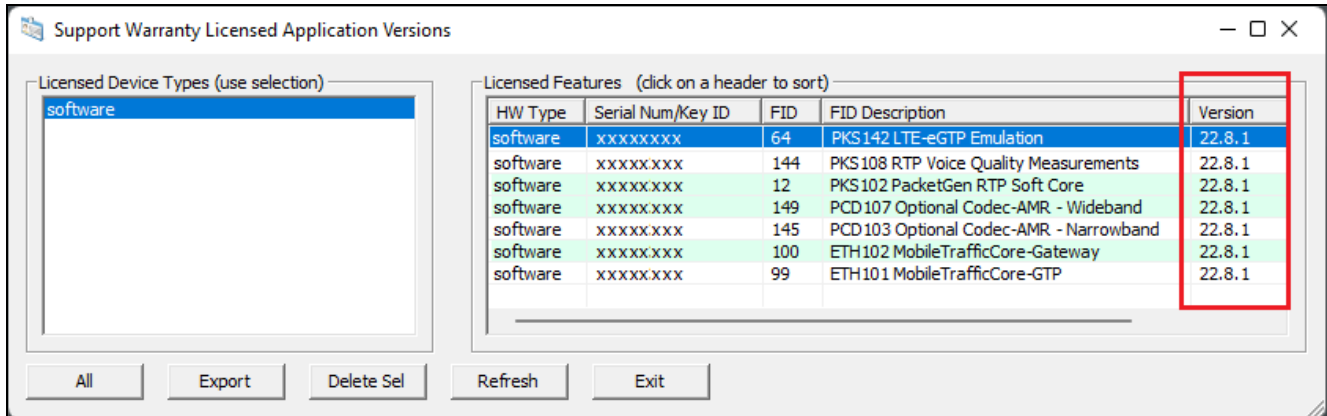 Support Warranty Licensed Application Versions
Licensed Device Types (use selection)
software
Licensed Features (click on a header to sort)
HW Type Serial Num/Key ID FID FID Description Version
software xxxxxxxx 64 PKS142 LTE-eGTP Emulation 22.8.1
software xxxxxxxx 144 PKS108 RTP Voice Quality Measurements 22.8.1
software xxxxxxxx 12 PKS102 PacketGen RTP Soft Core 22.8.1
software xxxxxxxx 149 PCD107 Optional Codec-AMR - Wideband 22.8.1
software xxxxxxxx 145 PCD103 Optional Codec-AMR - Narrowband 22.8.1
software xxxxxxxx 100 ETH102 MobileTrafficCore-Gateway 22.8.1
software xxxxxxxx 99 ETH101 MobileTrafficCore-GTP 22.8.1
All Export Delete Sel Refresh Exit